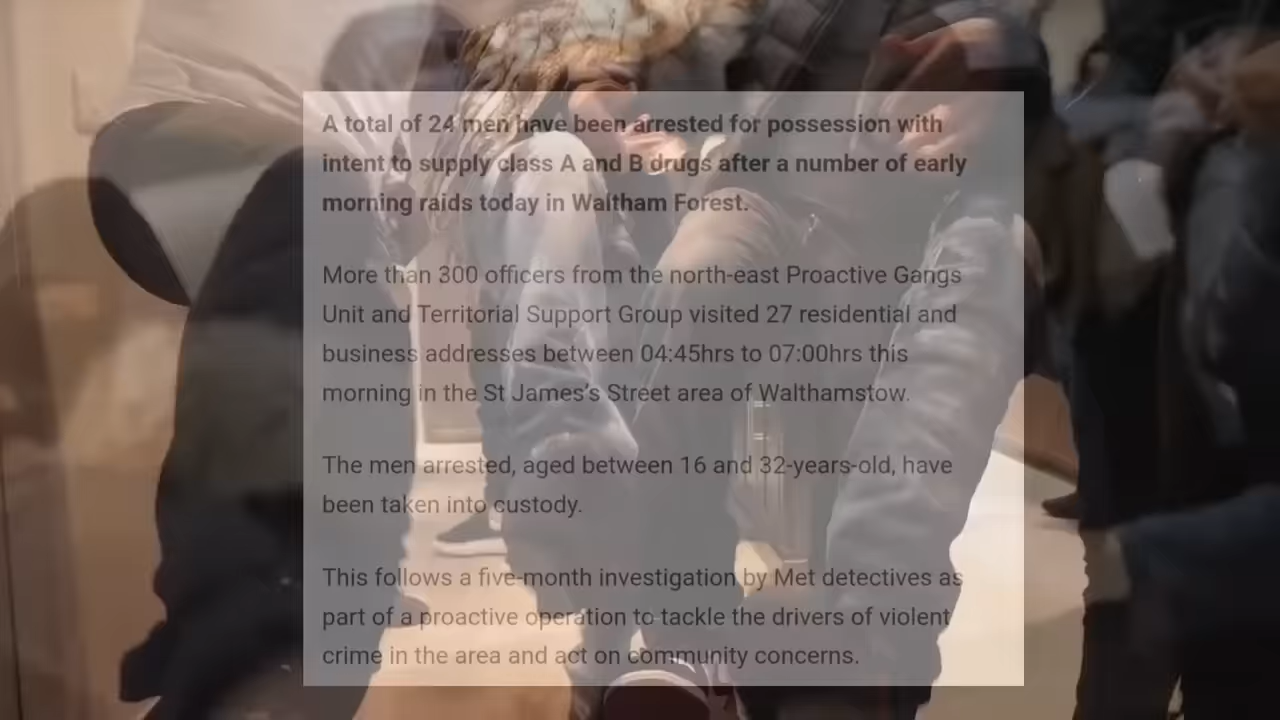 A total of 24 men have been arrested for possession with
intent to supply class A and B drugs after a number of early
morning raids today in Waltham Forest.
More than 300 officers from the north-east Proactive Gangs
Unit and Territorial Support Group visited 27 residential and
business addresses between 04:45hrs to 07:00hrs this
morning in the St James’s Street area of Walthamstow.
The men arrested, aged between 16 and 32-years-old, have
been taken into custody.
This follows a five-month investigation by Met detectives as
part of a proactive operation to tackle the drivers of violent
crime in the area and act on community concerns.